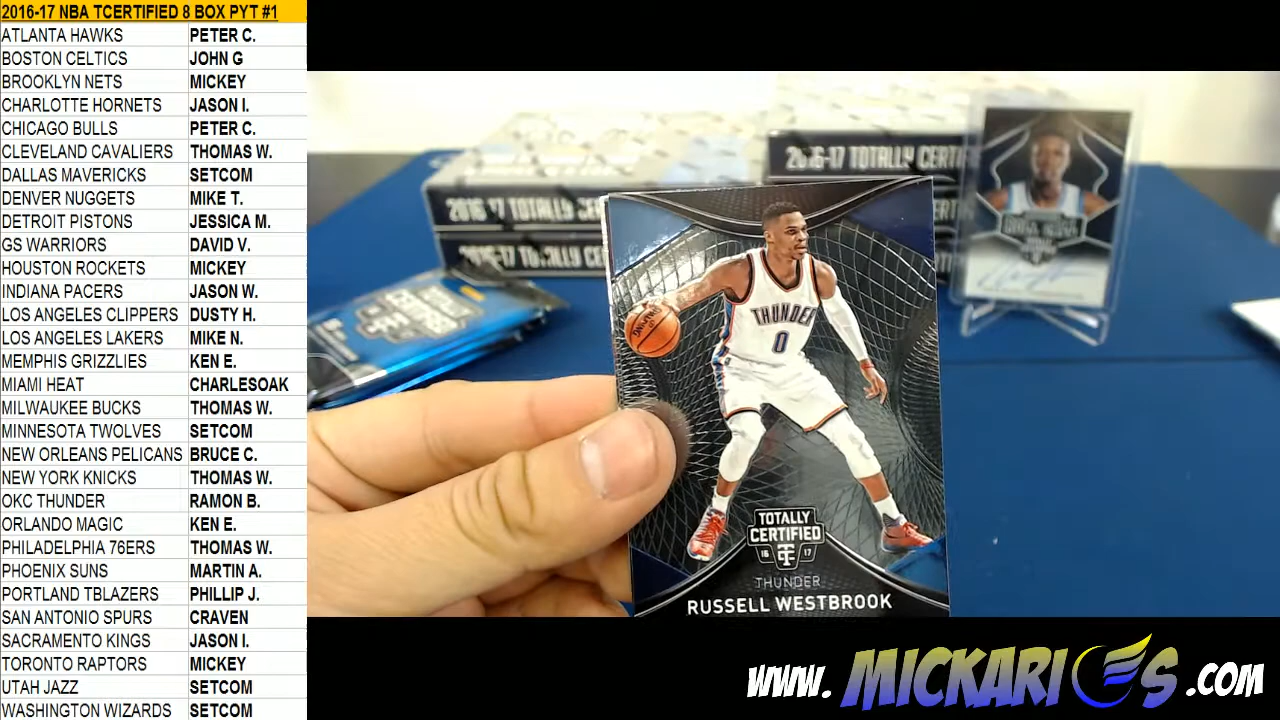 2016-17 NBA TCERTIFIED 8 BOX PYT #1
ATLANTA HAWKS PETER C.
BOSTON CELTICS JOHN G
BROOKLYN NETS MICKEY
CHARLOTTE HORNETS JASON I.
CHICAGO BULLS PETER C.
CLEVELAND CAVALIERS THOMAS W.
DALLAS MAVERICKS SETCOM
DENVER NUGGETS MIKE T.
DETROIT PISTONS JESSICA M.
GS WARRIORS DAVID V.
HOUSTON ROCKETS MICKEY
INDIANA PACERS JASON W.
LOS ANGELES CLIPPERS DUSTY H.
LOS ANGELES LAKERS MIKE N.
MEMPHIS GRIZZLIES KEN E.
MIAMI HEAT CHARLESOAK
MILWAUKEE BUCKS THOMAS W.
MINNESOTA TWOLVES SETCOM
NEW ORLEANS PELICANS BRUCE C.
NEW YORK KNICKS THOMAS W.
OKC THUNDER RAMON B.
ORLANDO MAGIC KEN E.
PHILADELPHIA 76ERS THOMAS W.
PHOENIX SUNS MARTIN A.
PORTLAND TBLAZERS PHILLIP J.
SAN ANTONIO SPURS CRAVEN
SACRAMENTO KINGS JASON I.
TORONTO RAPTORS MICKEY
UTAH JAZZ SETCOM
WASHINGTON WIZARDS SETCOM
2016-17 TOTALLY CERTI
2016-17 TOTALLY CE
2016-17 TOTALLY CE
THUNDER
0
TOTALLY
CERTIFIED
16 TC 17
THUNDER
RUSSELL WESTBROOK
www.MICKARIES.com